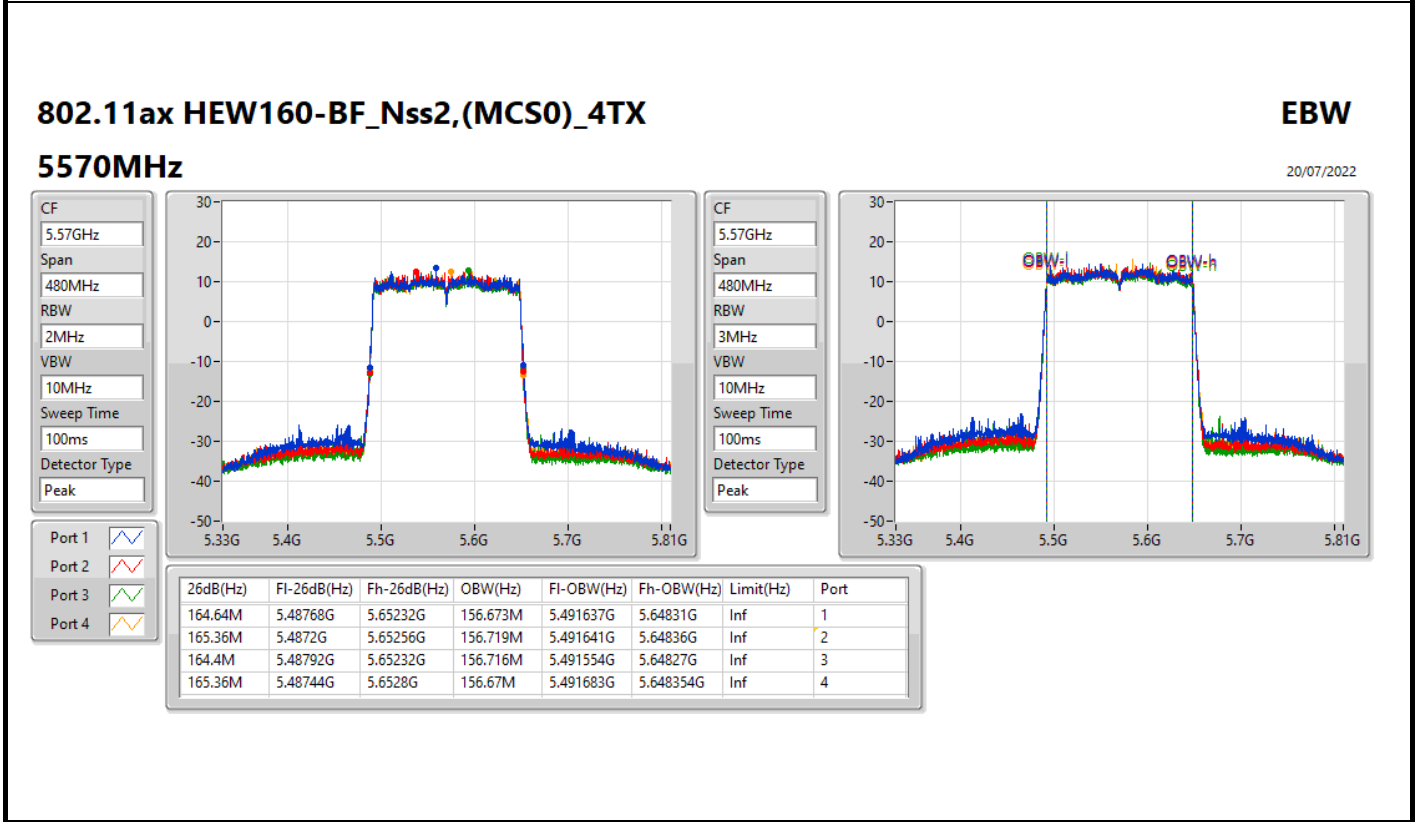 802.11ax HEW160-BF_Nss2,(MCS0)_4TX EBW
5570MHz 20/07/2022
CF
5.57GHz
Span
480MHz
RBW
2MHz
VBW
10MHz
Sweep Time
100ms
Detector Type
Peak
30
20
10
0
-10
-20
-30
-40
-50
5.33G 5.4G 5.5G 5.6G 5.7G 5.81G
CF
5.57GHz
Span
480MHz
RBW
3MHz
VBW
10MHz
Sweep Time
100ms
Detector Type
Peak
30
20
10
0
-10
-20
-30
-40
-50
OBW-l OBW-h
5.33G 5.4G 5.5G 5.6G 5.7G 5.81G
Port 1
Port 2
Port 3
Port 4
26dB(Hz) Fl-26dB(Hz) Fh-26dB(Hz) OBW(Hz) Fl-OBW(Hz) Fh-OBW(Hz) Limit(Hz) Port
164.64M 5.48768G 5.65232G 156.673M 5.491637G 5.64831G Inf 1
165.36M 5.4872G 5.65256G 156.719M 5.491641G 5.64836G Inf 2
164.4M 5.48792G 5.65232G 156.716M 5.491554G 5.64827G Inf 3
165.36M 5.48744G 5.6528G 156.67M 5.491683G 5.648354G Inf 4